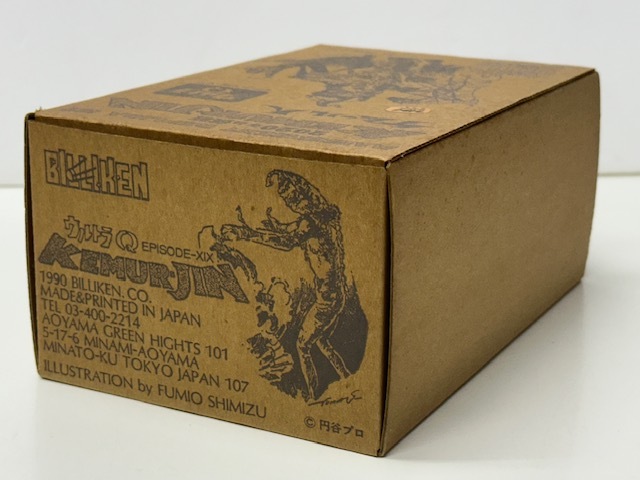 BILLIKEN
ウルトラQ EPISODE-XIX
KEMUR-JIN
1990 BILLIKEN CO.
MADE&PRINTED IN JAPAN
TEL 03-400-2214
AOYAMA GREEN HIGHTS 101
5-17-6 MINAMI-AOYAMA
MINATO-KU TOKYO JAPAN 107
ILLUSTRATION by FUMIO SHIMIZU
© 円谷プロ